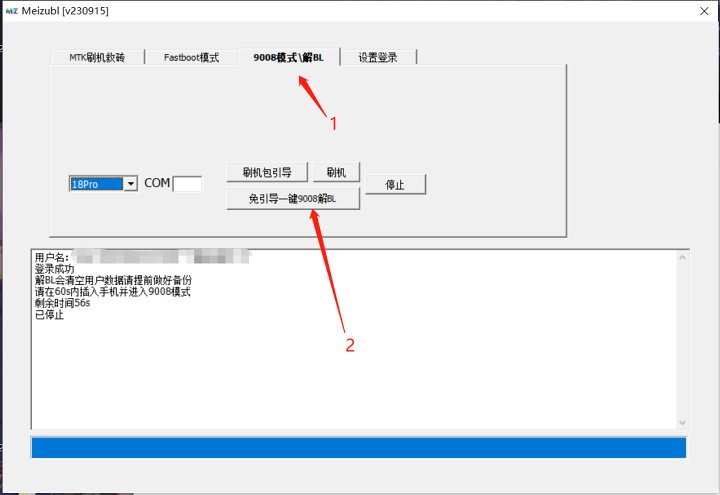 Meizubl [v230915]
MTK刷机救砖
Fastboot模式
9008模式\解BL
设置登录
1
刷机包引导
刷机
18Pro
COM
停止
免引导一键9008解BL
用户名:
登录成功
解BL会清空用户数据请提前做好备份
请在60s内插入手机并进入9008模式
剩余时间56s
已停止
2